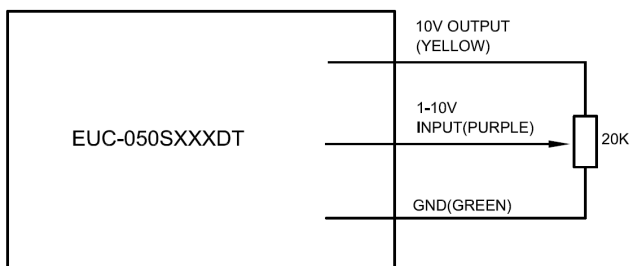 10V OUTPUT
(YELLOW)
1-10V
INPUT(PURPLE)
EUC-050SXXXDT
20K
GND(GREEN)